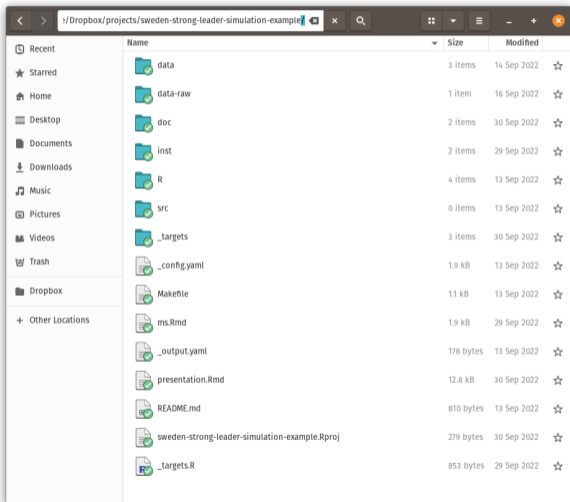 :/Dropbox/projects/sweden-strong-leader-simulation-example/
Name Size Modified
Recent
Starred
Home
Desktop
Documents
Downloads
Music
Pictures
Videos
Trash
Dropbox
+ Other Locations
data 3 items 14 Sep 2022
data-raw 1 item 16 Sep 2022
doc 2 items 30 Sep 2022
inst 2 items 29 Sep 2022
R 4 items 13 Sep 2022
src 0 items 13 Sep 2022
_targets 3 items 30 Sep 2022
_config.yaml 1.9 kB 13 Sep 2022
Makefile 1.1 kB 13 Sep 2022
ms.Rmd 1.9 kB 29 Sep 2022
_output.yaml 178 bytes 13 Sep 2022
presentation.Rmd 12.8 kB 30 Sep 2022
README.md 810 bytes 13 Sep 2022
sweden-strong-leader-simulation-example.Rproj 279 bytes 30 Sep 2022
_targets.R 853 bytes 29 Sep 2022